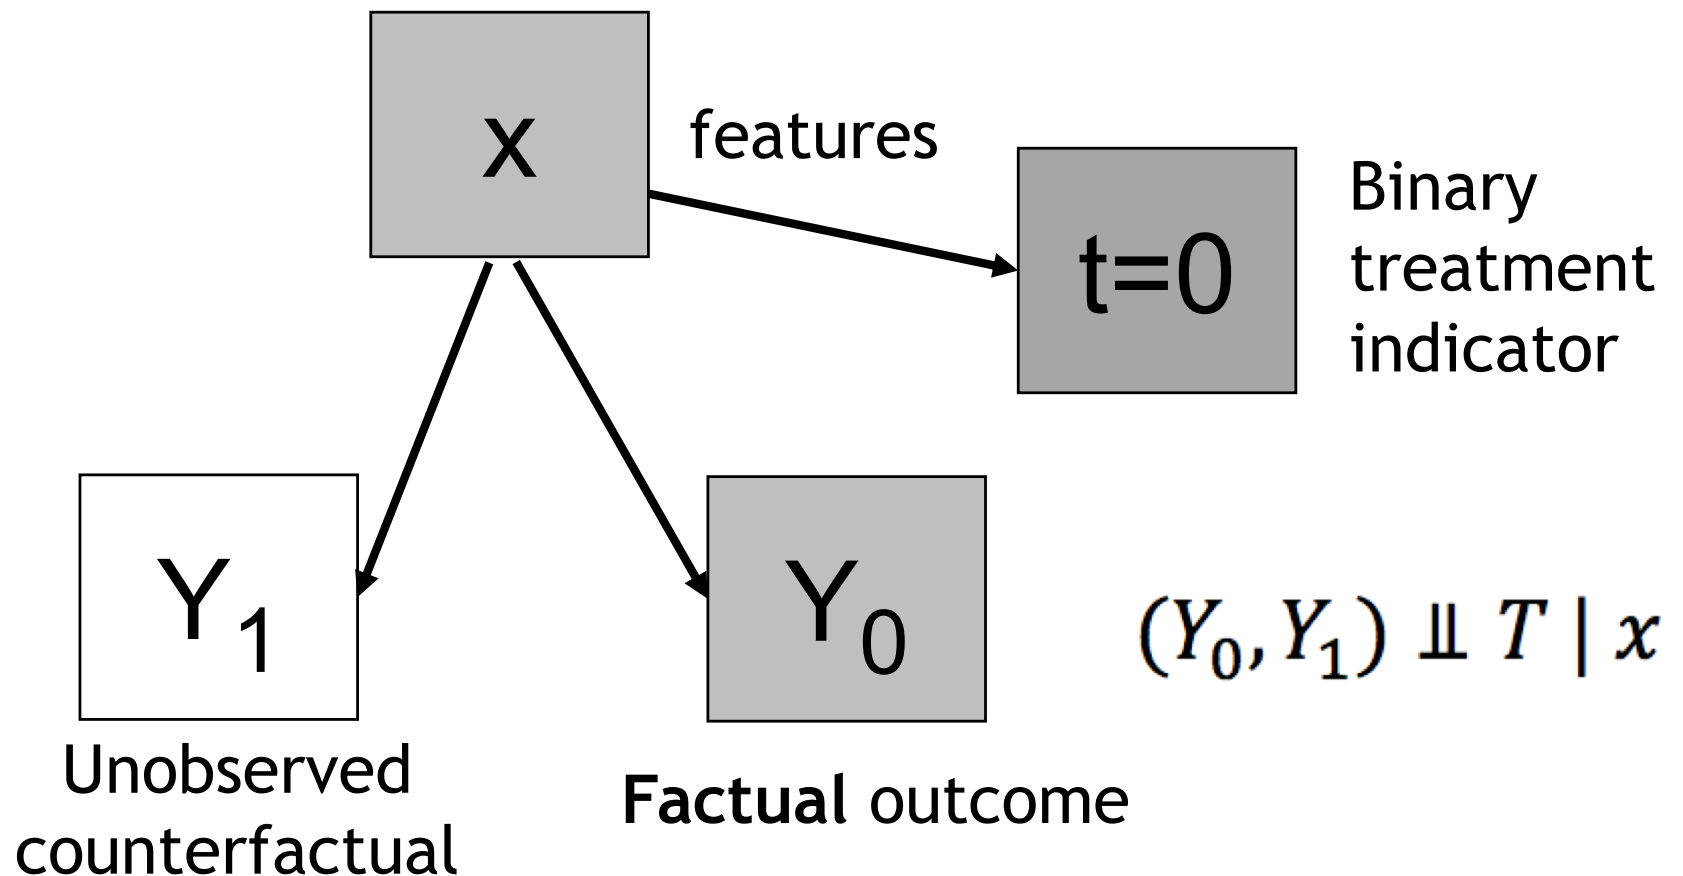 x
features
t=0
Binary
treatment
indicator
Y₁
Y₀
(Y₀, Y₁) ⫫ T | x
Unobserved
counterfactual
Factual outcome